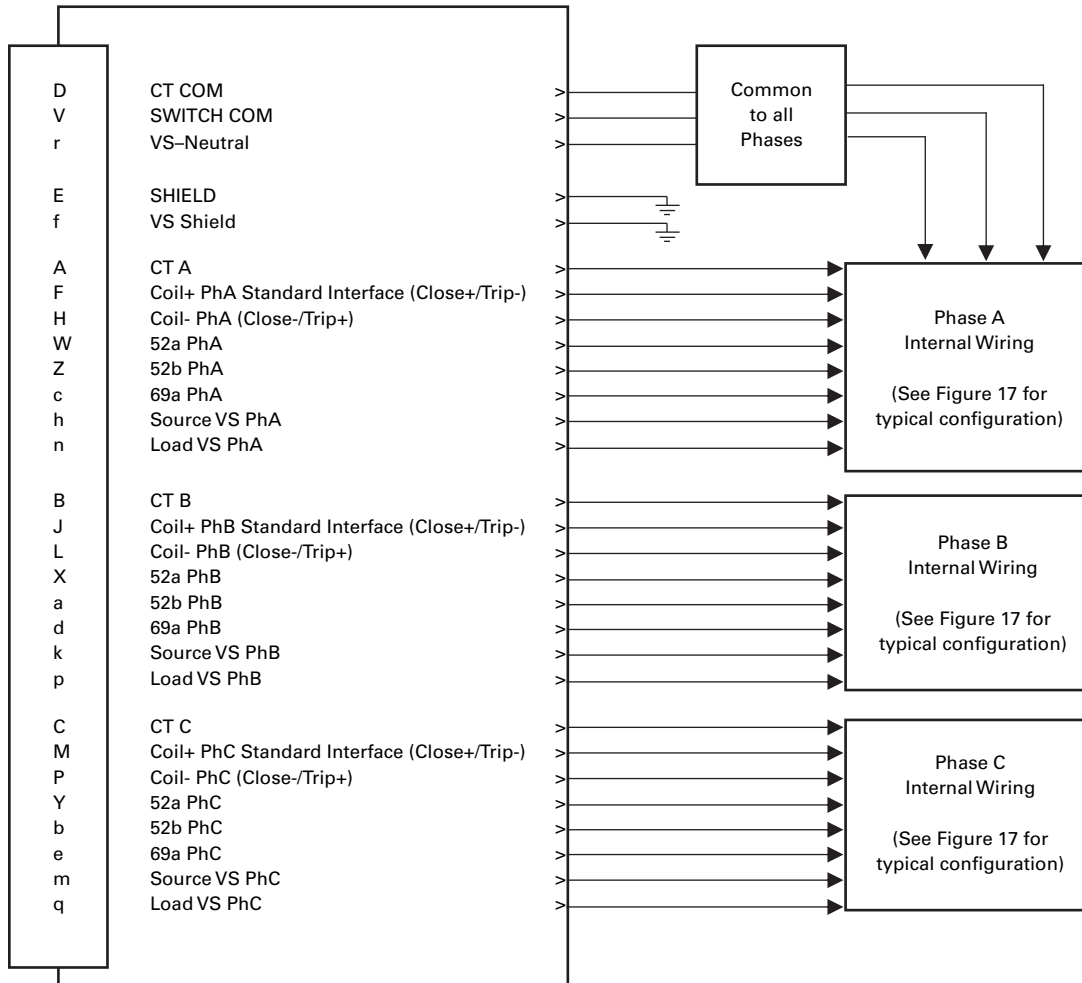 D CT COM
V SWITCH COM
r VS–Neutral
Common
to all
Phases
E SHIELD
f VS Shield
A CT A
F Coil+ PhA Standard Interface (Close+/Trip-)
H Coil- PhA (Close-/Trip+)
W 52a PhA
Z 52b PhA
c 69a PhA
h Source VS PhA
n Load VS PhA
Phase A
Internal Wiring
(See Figure 17 for
typical configuration)
B CT B
J Coil+ PhB Standard Interface (Close+/Trip-)
L Coil- PhB (Close-/Trip+)
X 52a PhB
a 52b PhB
d 69a PhB
k Source VS PhB
p Load VS PhB
Phase B
Internal Wiring
(See Figure 17 for
typical configuration)
C CT C
M Coil+ PhC Standard Interface (Close+/Trip-)
P Coil- PhC (Close-/Trip+)
Y 52a PhC
b 52b PhC
e 69a PhC
m Source VS PhC
q Load VS PhC
Phase C
Internal Wiring
(See Figure 17 for
typical configuration)